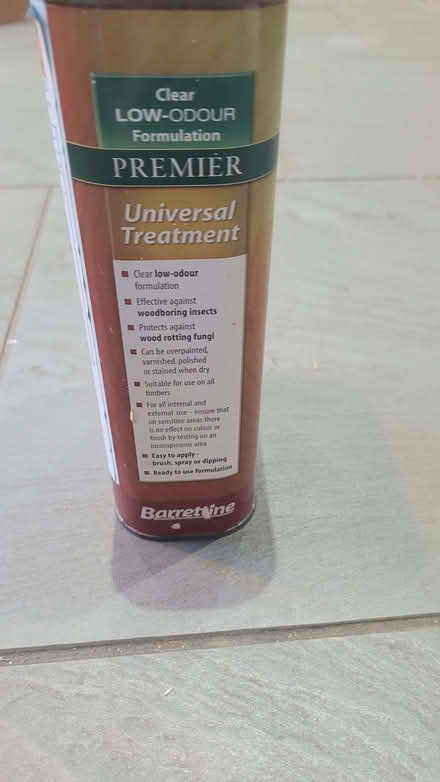 Clear
LOW-ODOUR
Formulation
PREMIER
Universal
Treatment
Clear low-odour
formulation
Effective against
woodboring insects
Protects against
wood rotting fungi
Can be overpainted,
varnished, polished
or stained when dry
Suitable for use on all
timbers
For all internal and
external use - ensure that
on sensitive areas there
is no effect on colour or
finish by testing on an
inconspicuous area
Easy to apply -
brush, spray or dipping
Ready to use formulation
Barrettine